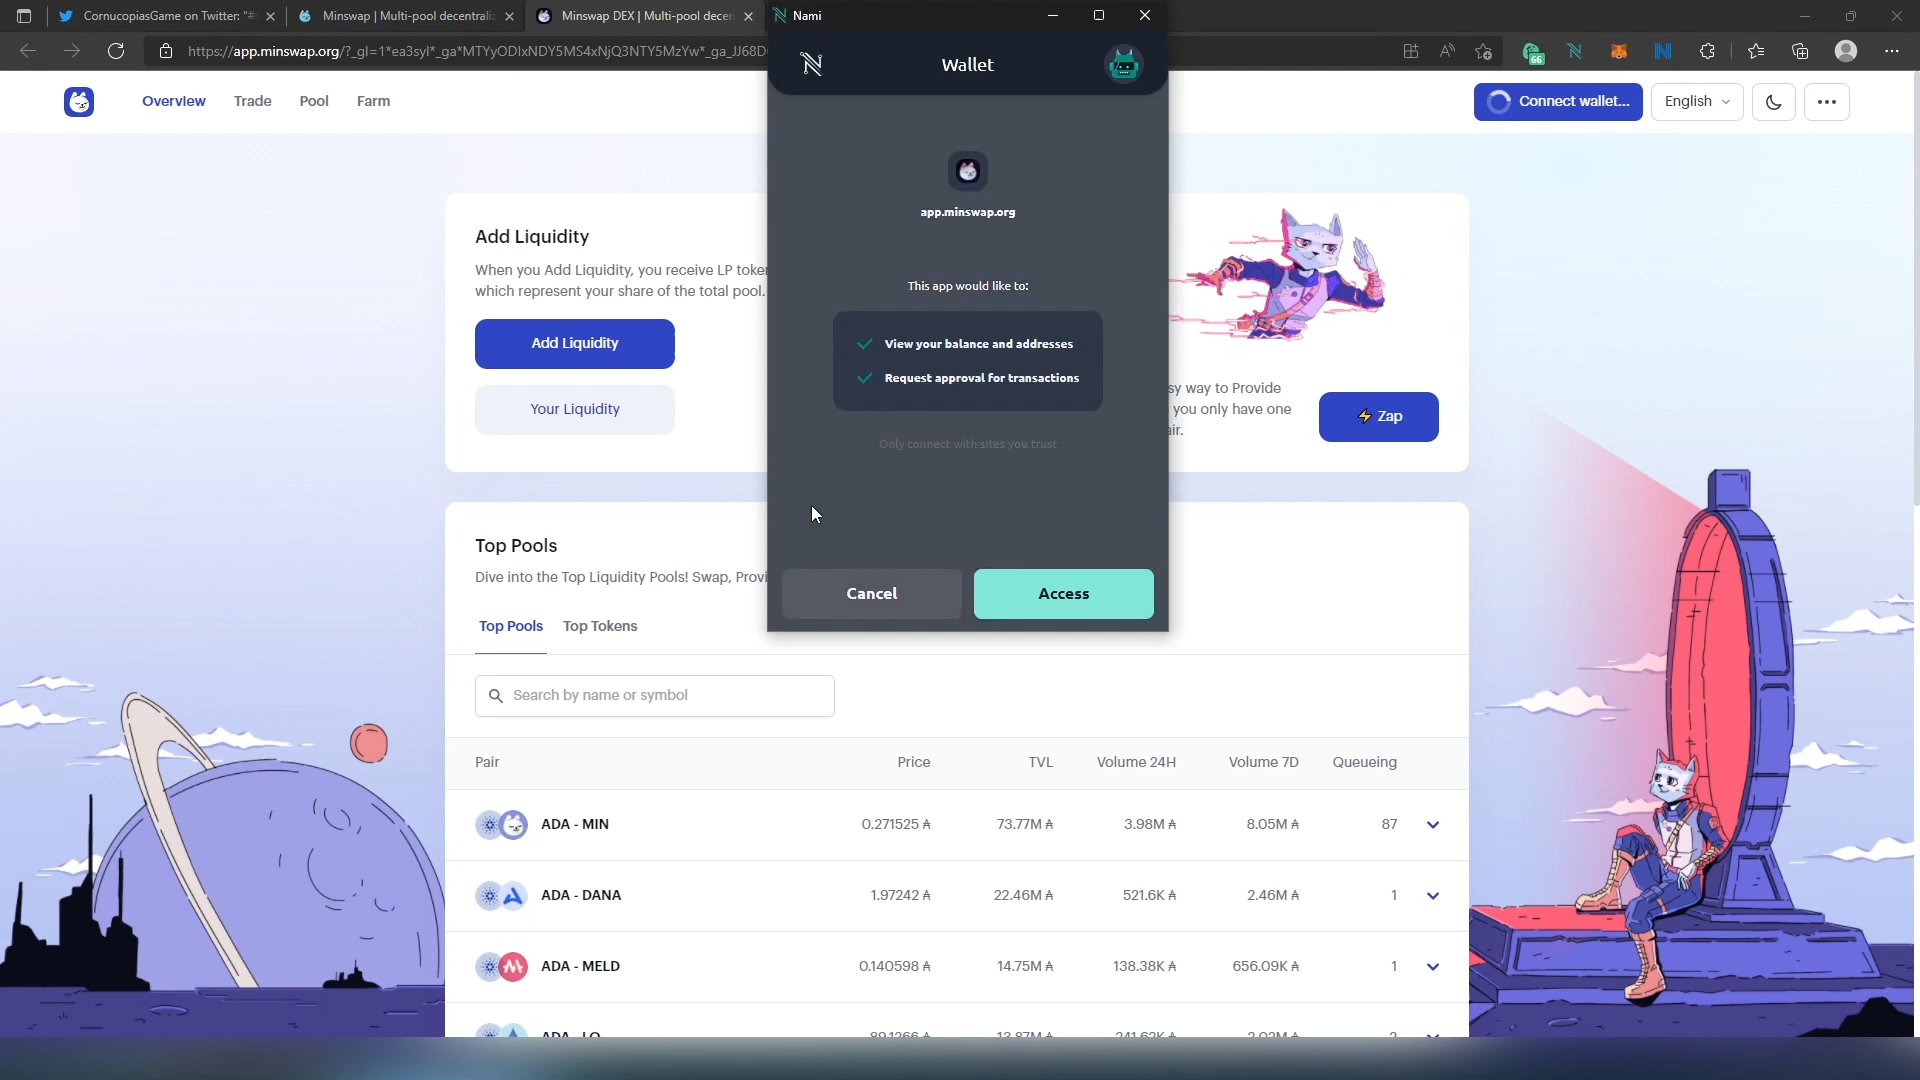 CornucopiasGame on Twitter: "#
Minswap | Multi-pool decentraliz
Minswap DEX | Multi-pool decen
Nami
https://app.minswap.org/?_gl=1*ea3syl*_ga*MTYyODIxNDY5MS4xNjQ3NTY5MzYw*_ga_JJ68D
66
Wallet
Overview
Trade
Pool
Farm
Connect wallet...
English
app.minswap.org
Add Liquidity
When you Add Liquidity, you receive LP token
which represent your share of the total pool.
Add Liquidity
Your Liquidity
This app would like to:
View your balance and addresses
Request approval for transactions
Only connect with sites you trust
Cancel
Access
sy way to Provide
you only have one
air.
Zap
Top Pools
Dive into the Top Liquidity Pools! Swap, Provi
Top Pools
Top Tokens
Search by name or symbol
Pair
Price
TVL
Volume 24H
Volume 7D
Queueing
ADA - MIN
0.271525 ₳
73.77M ₳
3.98M ₳
8.05M ₳
87
ADA - DANA
1.97242 ₳
22.46M ₳
521.6K ₳
2.46M ₳
1
ADA - MELD
0.140598 ₳
14.75M ₳
138.38K ₳
656.09K ₳
1